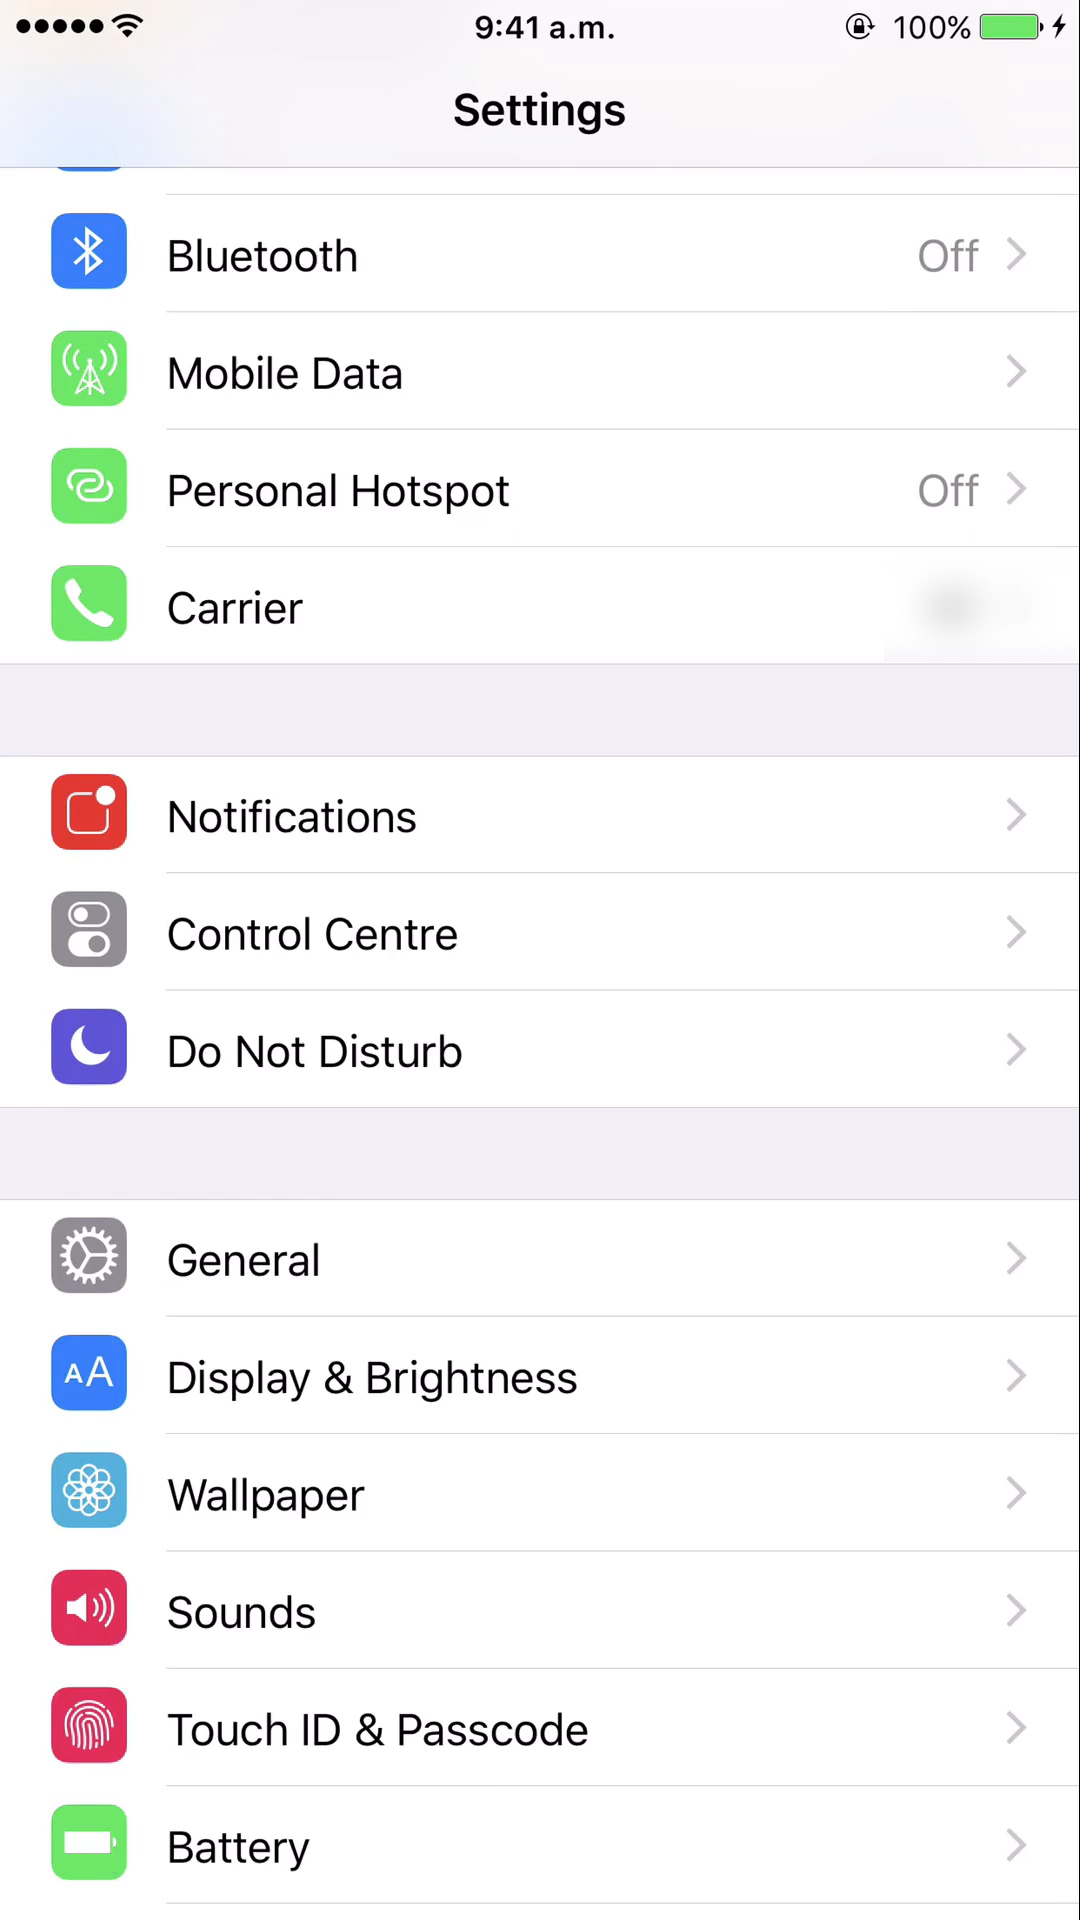 9:41 a.m. 100%
Settings
Bluetooth Off
Mobile Data
Personal Hotspot Off
Carrier
Notifications
Control Centre
Do Not Disturb
General
AA Display & Brightness
Wallpaper
Sounds
Touch ID & Passcode
Battery